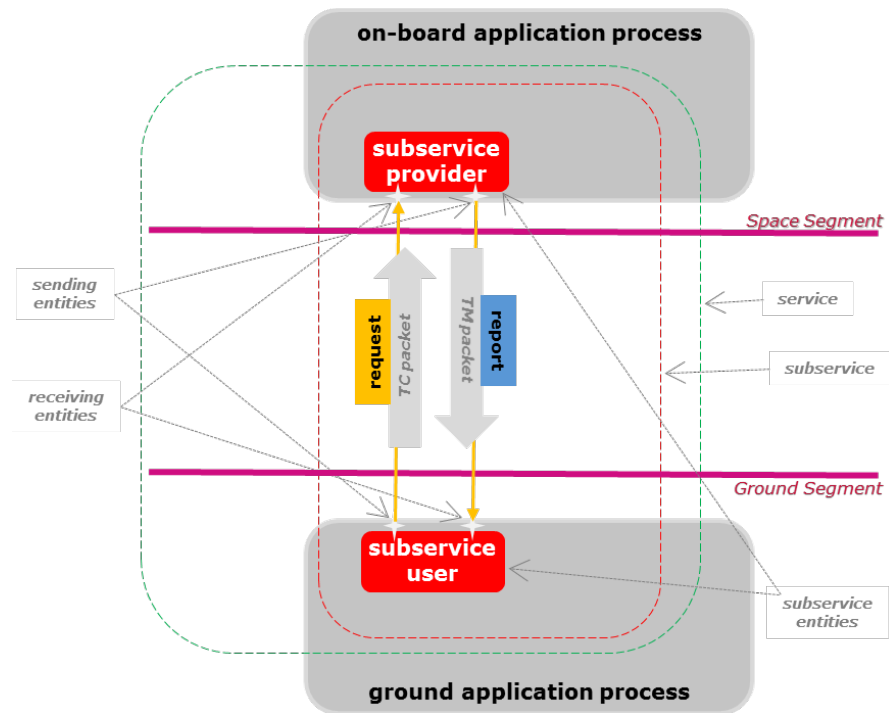 on-board application process
subservice
provider
Space Segment
sending
entities
service
request
TC packet
TM packet
report
subservice
receiving
entities
Ground Segment
subservice
user
subservice
entities
ground application process